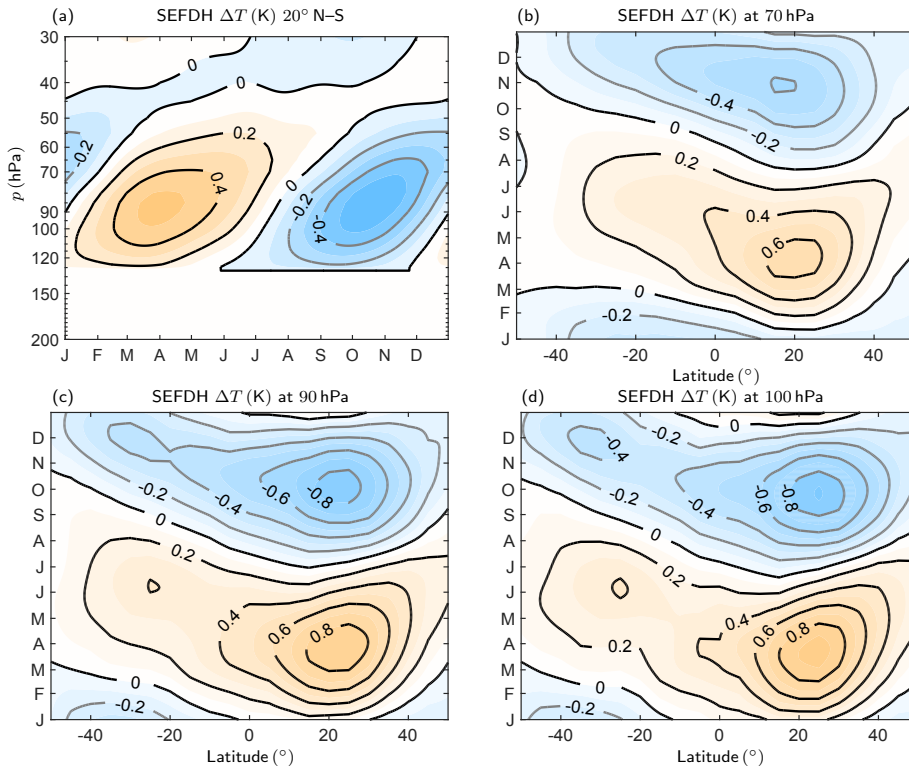 (a) SEFDH ΔT (K) 20° N–S
30
40
50
60
70
90
100
120
150
200
p (hPa)
J F M A M J J A S O N D
0
0
0.2
-0.2
0.4
0
-0.2
-0.4
(b) SEFDH ΔT (K) at 70 hPa
D
N
O
S
A
J
J
M
A
M
F
J
-40 -20 0 20 40
Latitude (°)
-0.4
-0.2
0
0.2
0.4
0.6
0
-0.2
(c) SEFDH ΔT (K) at 90 hPa
D
N
O
S
A
J
J
M
A
M
F
J
-40 -20 0 20 40
Latitude (°)
-0.2
-0.4
-0.6
-0.8
0
0.2
0.4
0.6
0.8
0
-0.2
(d) SEFDH ΔT (K) at 100 hPa
D
N
O
S
A
J
J
M
A
M
F
J
-40 -20 0 20 40
Latitude (°)
0
-0.2
-0.4
-0.2
-0.4
-0.6
-0.8
0
0.2
0.4
0.6
0.8
0.2
0
-0.2